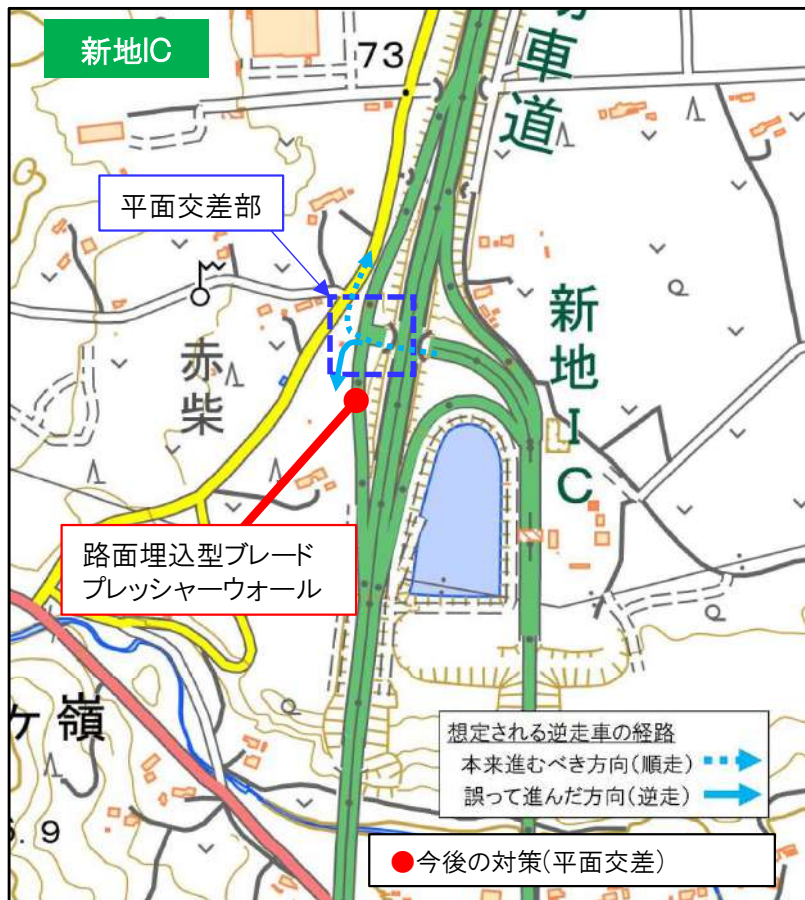 新地IC
73
車道
平面交差部
新地IC
赤柴
路面埋込型ブレード
プレッシャーウォール
ケ嶺
想定される逆走車の経路
本来進むべき方向(順走)
誤って進んだ方向(逆走)
.9
●今後の対策(平面交差)